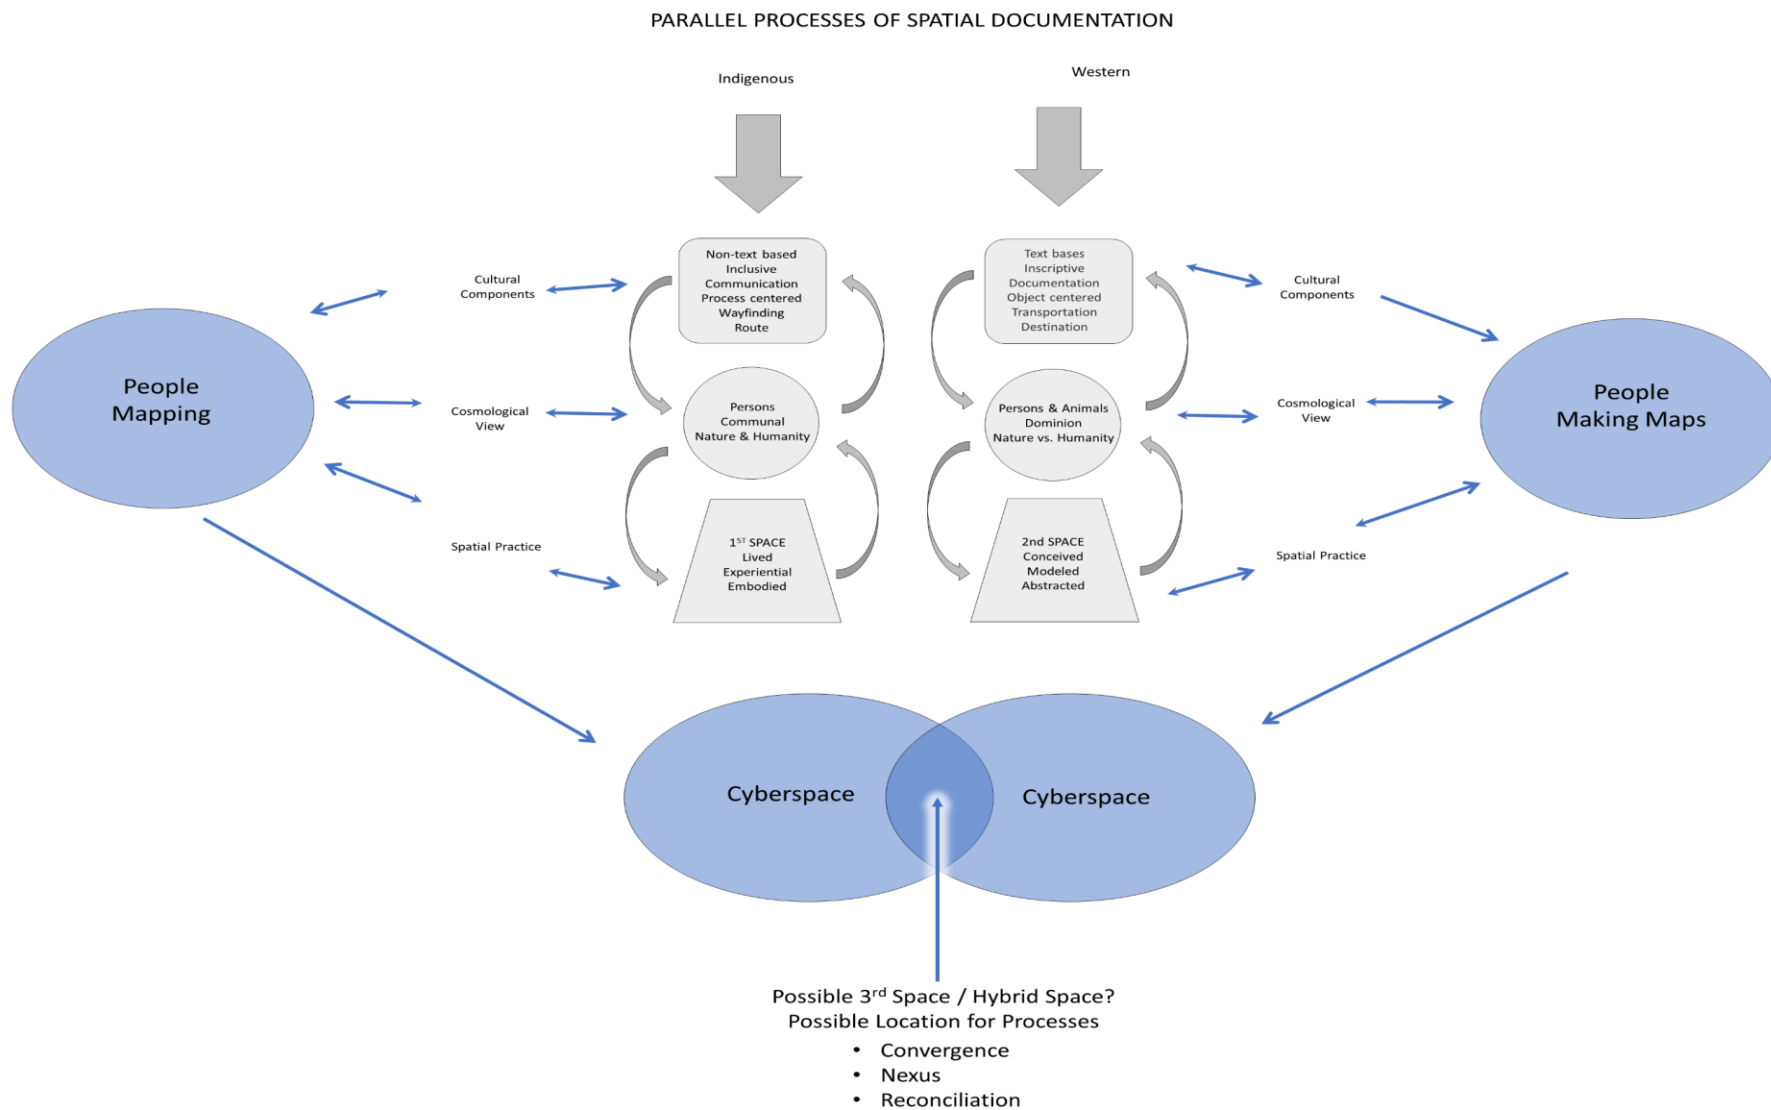 PARALLEL PROCESSES OF SPATIAL DOCUMENTATION
Indigenous
Western
Non-text based
Inclusive
Communication
Process centered
Wayfinding
Route
Text bases
Inscriptive
Documentation
Object centered
Transportation
Destination
Cultural
Components
Cultural
Components
People
Mapping
Cosmological
View
Persons
Communal
Nature & Humanity
Persons & Animals
Dominion
Nature vs. Humanity
Cosmological
View
People
Making Maps
Spatial Practice
1ST SPACE
Lived
Experiential
Embodied
2nd SPACE
Conceived
Modeled
Abstracted
Spatial Practice
Cyberspace
Cyberspace
Possible 3rd Space / Hybrid Space?
Possible Location for Processes
• Convergence
• Nexus
• Reconciliation